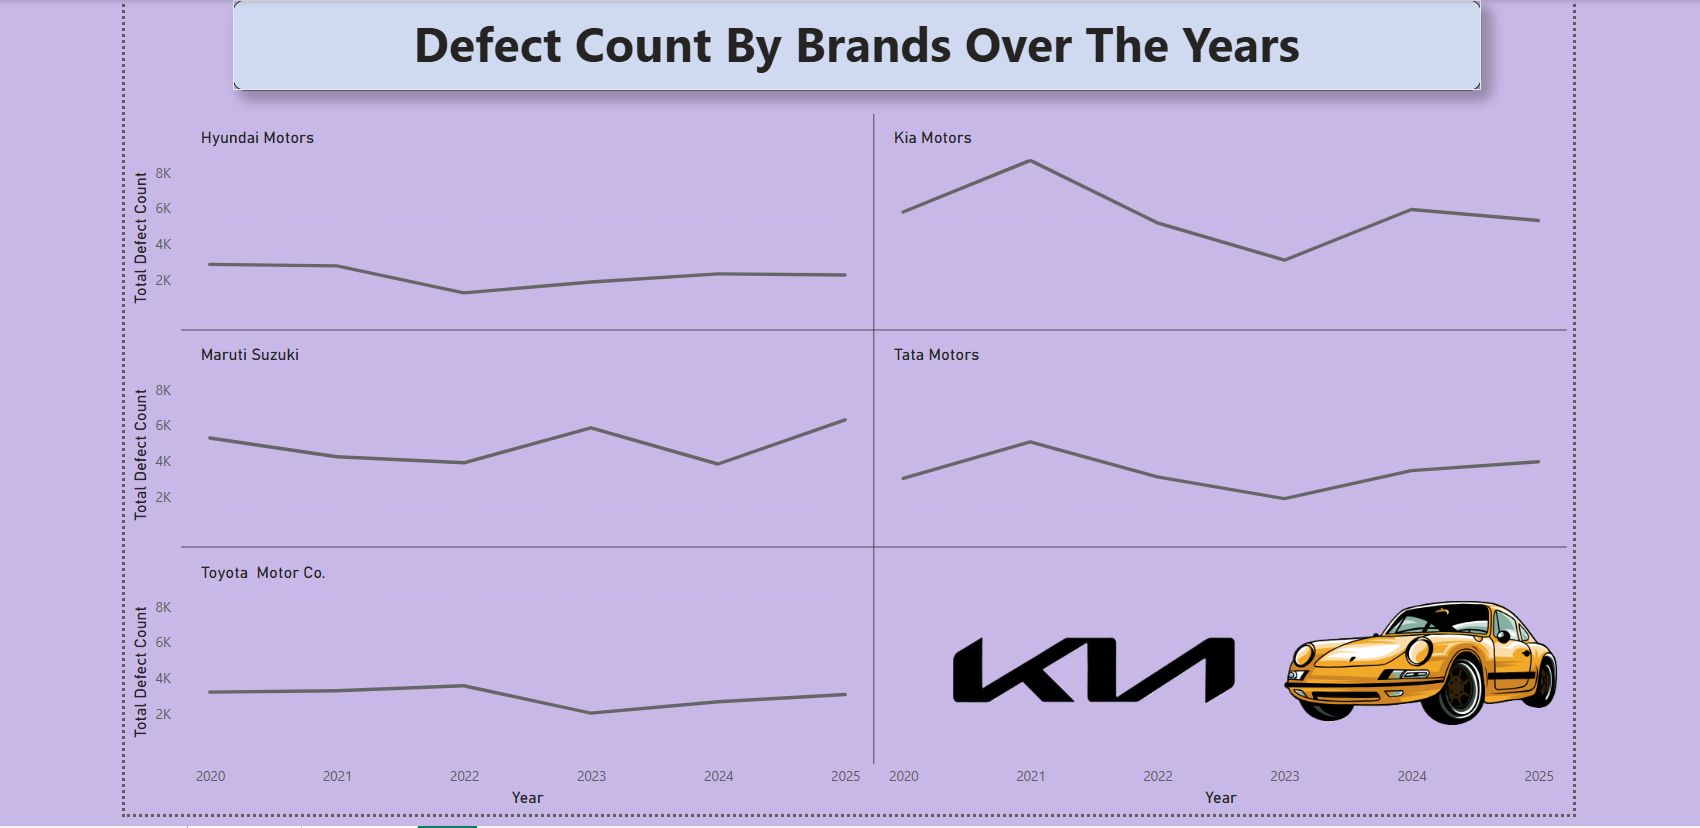 Defect Count By Brands Over The Years
Hyundai Motors
Total Defect Count
8K
6K
4K
2K
Kia Motors
Maruti Suzuki
Total Defect Count
8K
6K
4K
2K
Tata Motors
Toyota  Motor Co.
Total Defect Count
8K
6K
4K
2K
KIA
2020 2021 2022 2023 2024 2025 2020 2021 2022 2023 2024 2025
Year Year